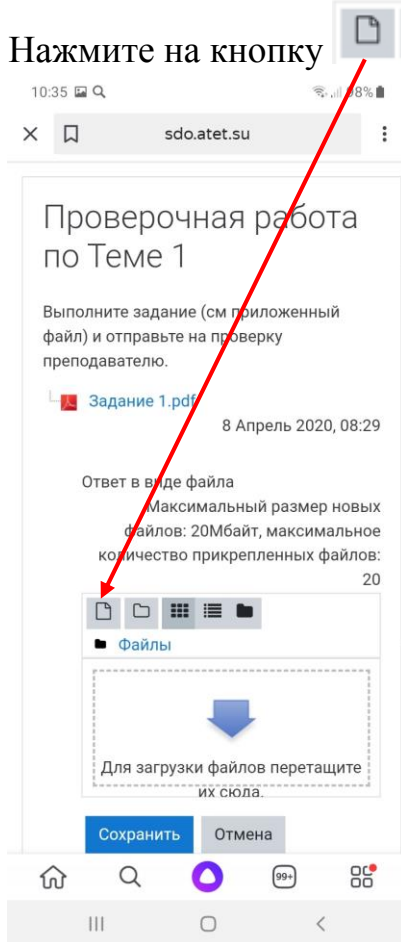 Нажмите на кнопку
10:35 98%
sdo.atet.su
Проверочная работа
по Теме 1
Выполните задание (см приложенный
файл) и отправьте на проверку
преподавателю.
Задание 1.pdf
8 Апрель 2020, 08:29
Ответ в виде файла
Максимальный размер новых
файлов: 20Мбайт, максимальное
количество прикрепленных файлов:
20
Файлы
Для загрузки файлов перетащите
их сюда.
Сохранить Отмена
99+